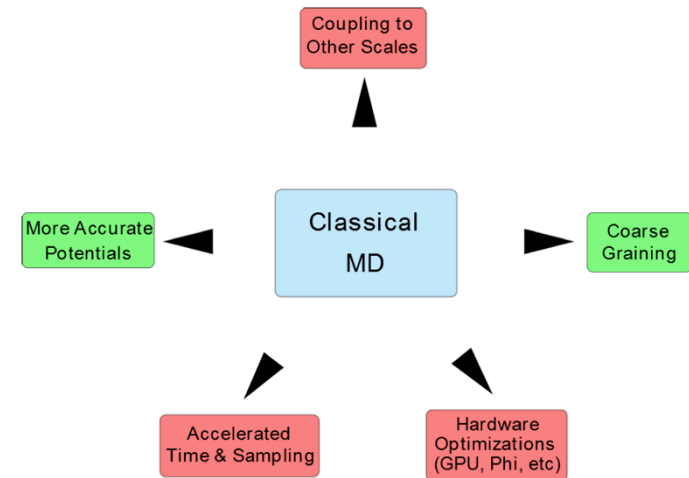 Coupling to
Other Scales
More Accurate
Potentials
Classical
MD
Coarse
Graining
Accelerated
Time & Sampling
Hardware
Optimizations
(GPU, Phi, etc)